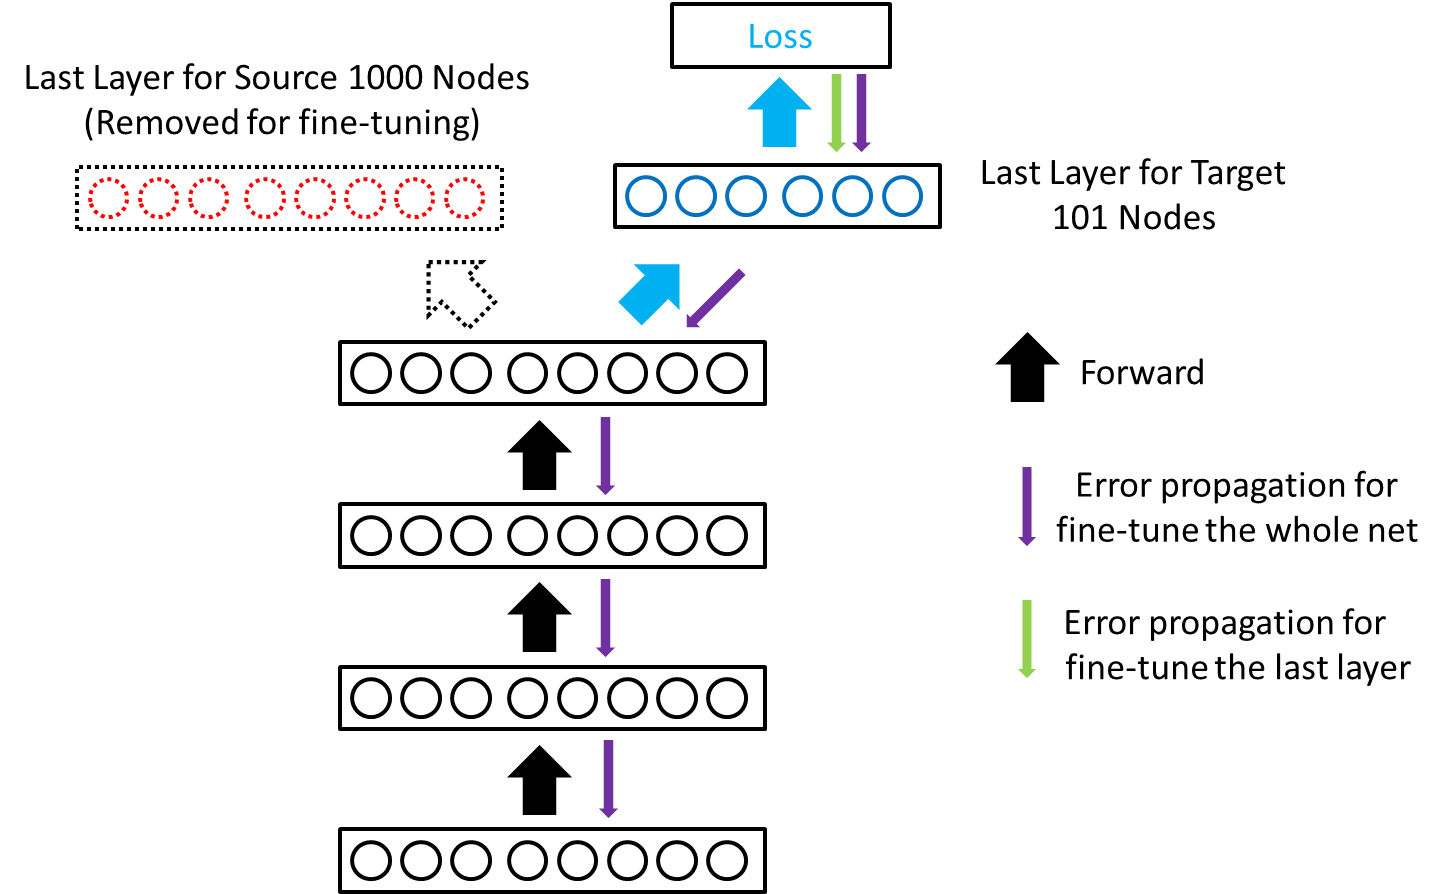 Loss
Last Layer for Source 1000 Nodes
(Removed for fine-tuning)
Last Layer for Target
101 Nodes
Forward
Error propagation for
fine-tune the whole net
Error propagation for
fine-tune the last layer